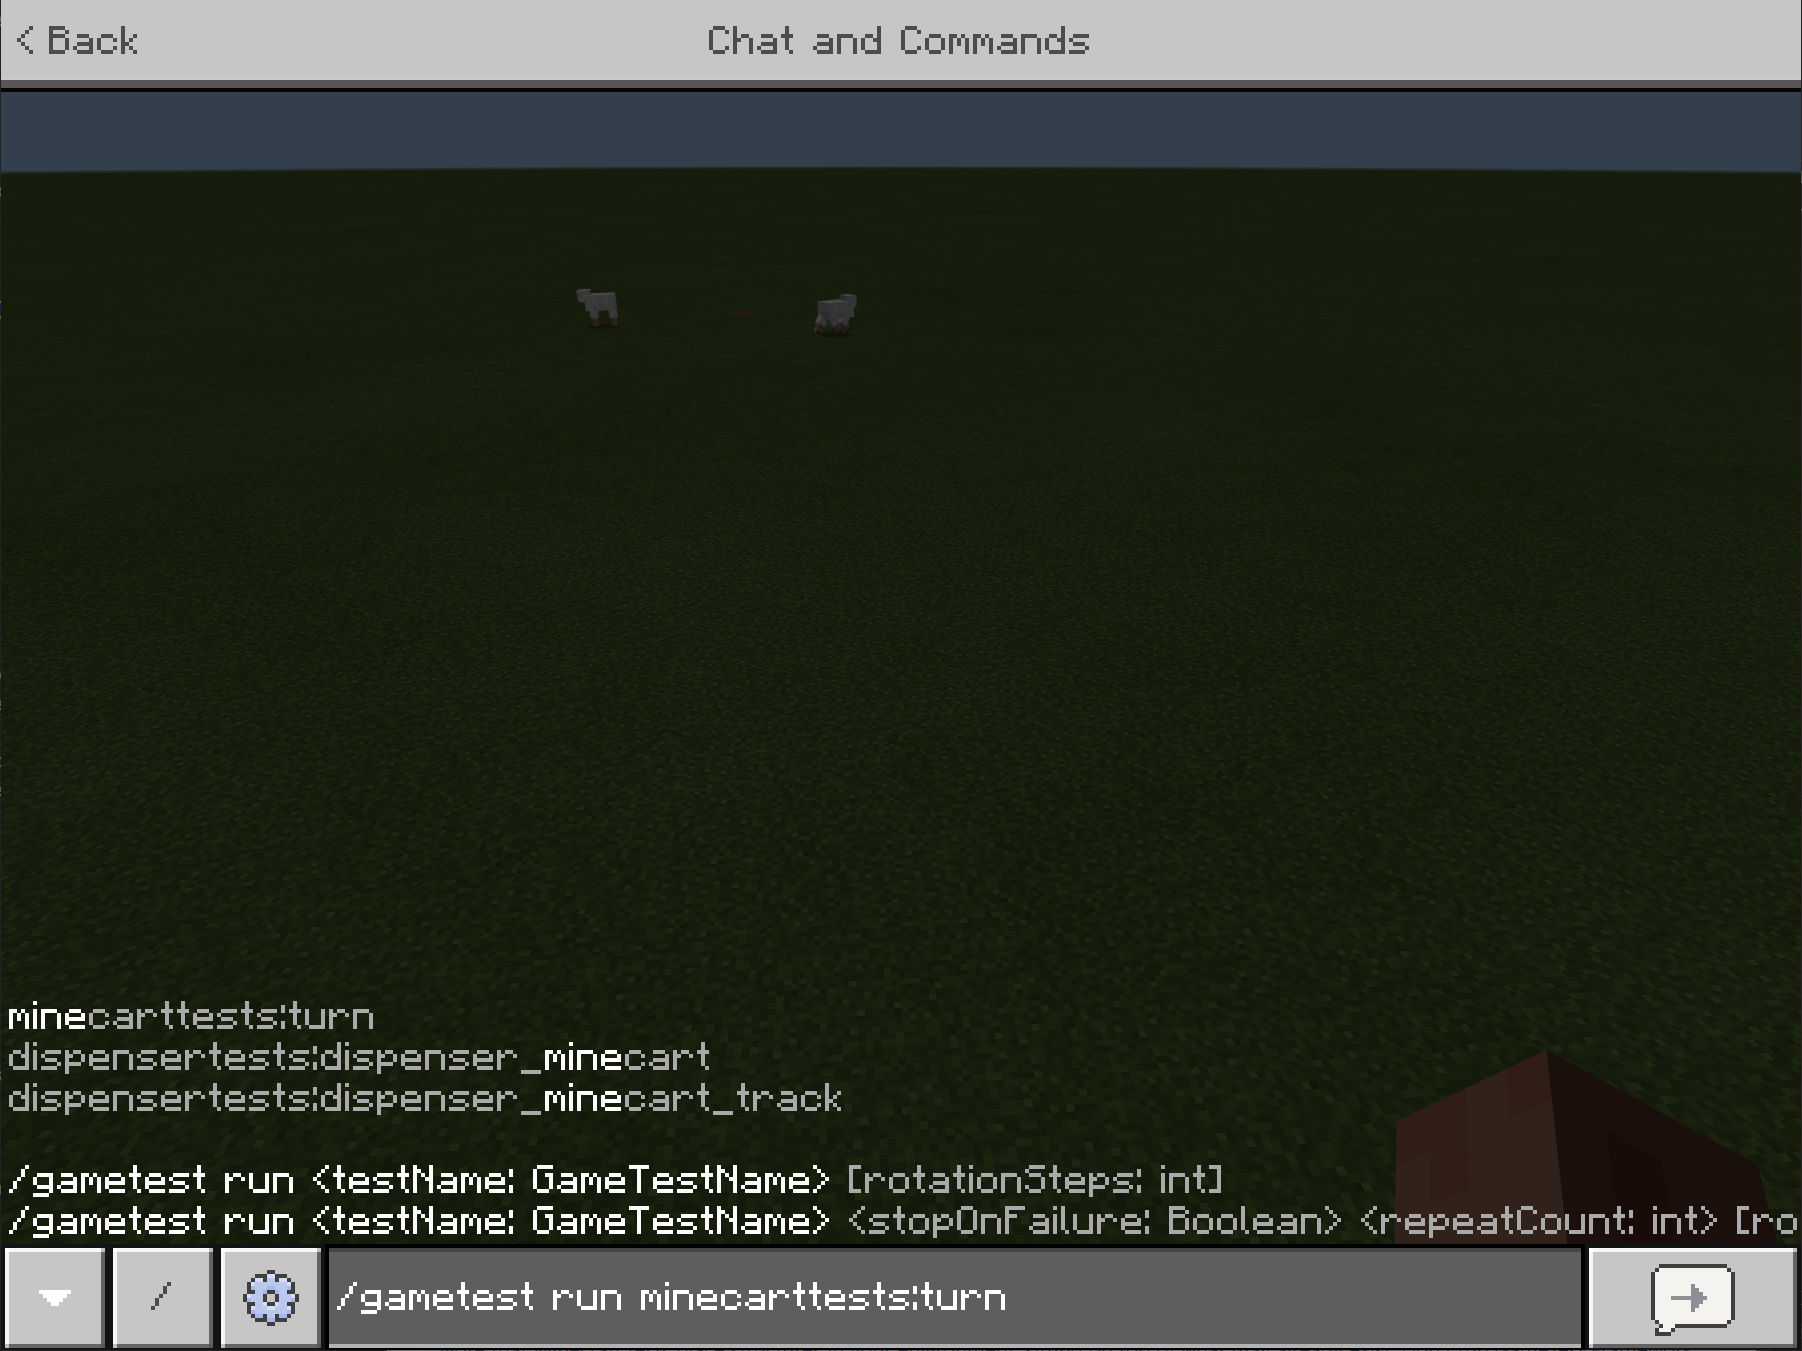 < Back
Chat and Commands
minecarttests:turn
dispensertests:dispenser_minecart
dispensertests:dispenser_minecart_track
/gametest run <testName: GameTestName> [rotationSteps: int]
/gametest run <testName: GameTestName> <stopOnFailure: Boolean> <repeatCount: int> [ro
/
/gametest run minecarttests:turn